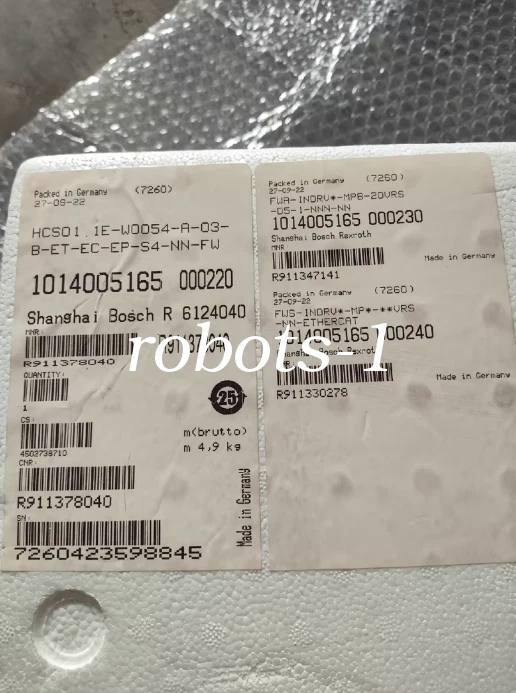 Packed in Germany (7260)
27-09-22
HCS01.1E-W0054-A-03-
B-ET-EC-EP-S4-NN-FW
1014005165 000220
Shanghai Bosch R 6124040
MNR:
R911378040
R911378040
QUANTITY:
1
CS:
4502738710
CNR:
R911378040
SN:
7260423598845
25
m(brutto)
m 4,9 kg
Made in Germany
Packed in Germany (7260)
27-09-22
FWA-INDRV*-MPB-20VRS
-D5-1-NNN-NN
1014005165 000230
Shanghai Bosch Rexroth
MNR
Made in Germany
R911347141
Packed in Germany (7260)
27-09-22
FWS-INDRV*-MP*-**VRS
-NN-ETHERCAT
1014005165 000240
Shanghai Bosch Rexroth
Made in Germany
R911330278
robots-1